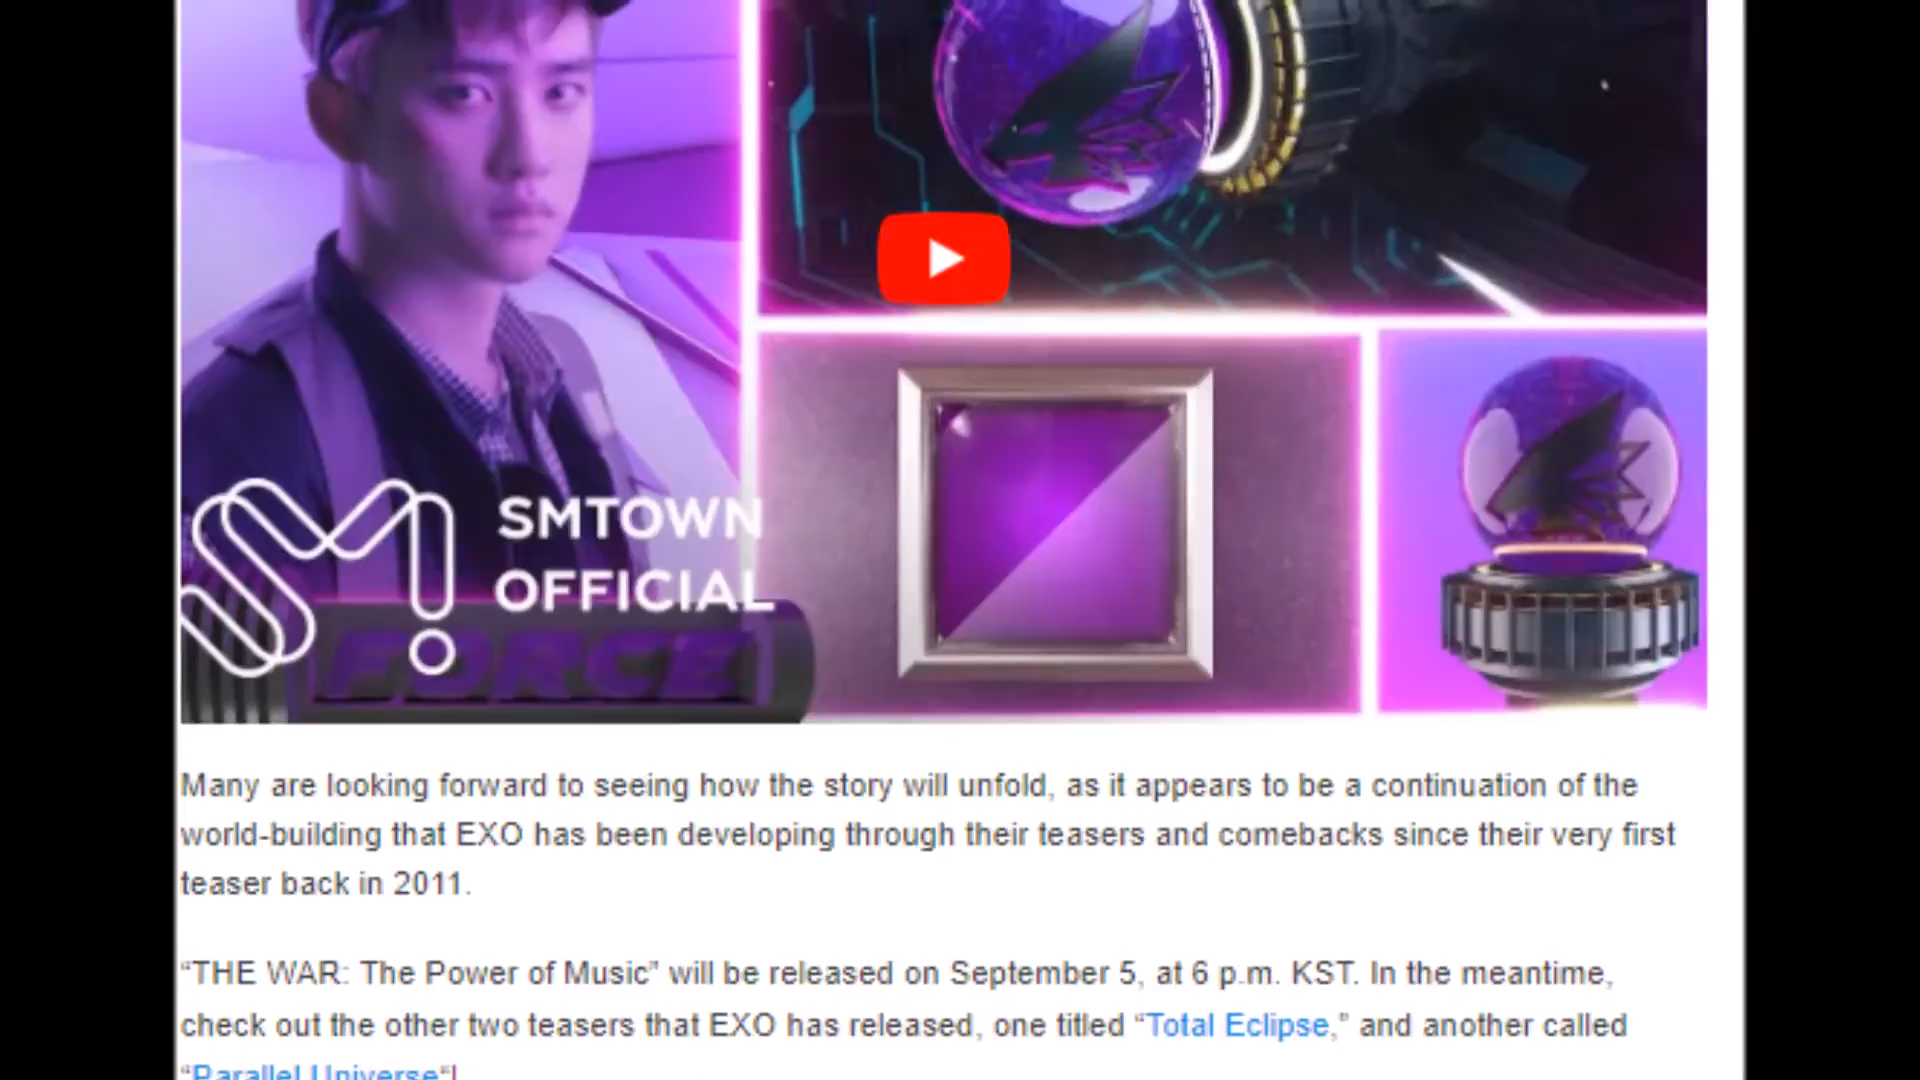 SMTOWN
OFFICIAL
FORCE
Many are looking forward to seeing how the story will unfold, as it appears to be a continuation of the
world-building that EXO has been developing through their teasers and comebacks since their very first
teaser back in 2011.
“THE WAR: The Power of Music” will be released on September 5, at 6 p.m. KST. In the meantime,
check out the other two teasers that EXO has released, one titled “Total Eclipse,” and another called
“Parallel Universe“!